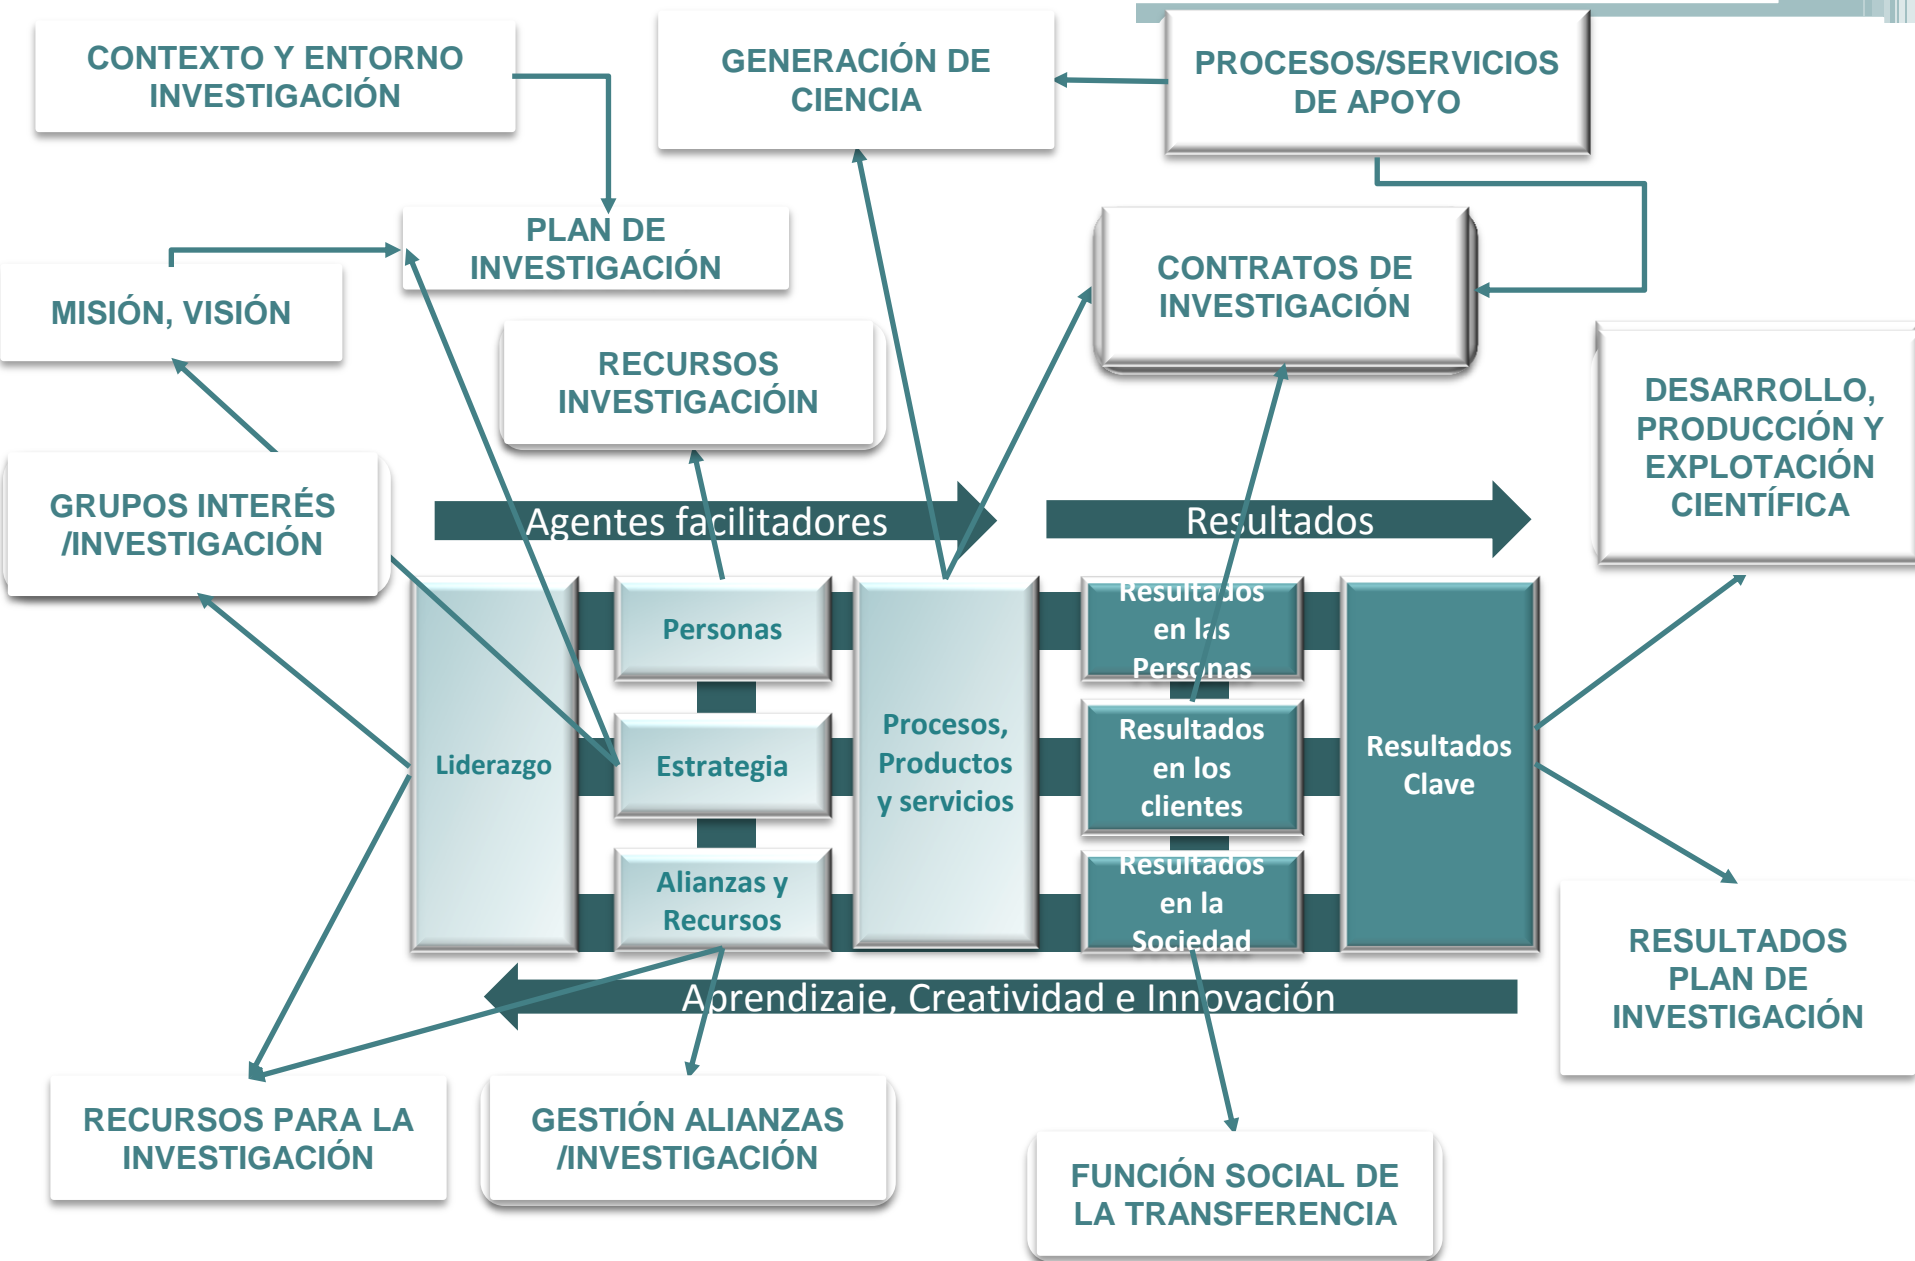 CONTEXTO Y ENTORNO
INVESTIGACIÓN
GENERACIÓN DE
CIENCIA
PROCESOS/SERVICIOS
DE APOYO
PLAN DE
INVESTIGACIÓN
MISIÓN, VISIÓN
CONTRATOS DE
INVESTIGACIÓN
RECURSOS
INVESTIGACIÓIN
DESARROLLO,
PRODUCCIÓN Y
EXPLOTACIÓN
CIENTÍFICA
GRUPOS INTERÉS
/INVESTIGACIÓN
Agentes facilitadores
Resultados
Liderazgo
Personas
Estrategia
Alianzas y
Recursos
Procesos,
Productos
y servicios
Resultados
en las
Personas
Resultados
en los
clientes
Resultados
en la
Sociedad
Resultados
Clave
Aprendizaje, Creatividad e Innovación
RESULTADOS
PLAN DE
INVESTIGACIÓN
RECURSOS PARA LA
INVESTIGACIÓN
GESTIÓN ALIANZAS
/INVESTIGACIÓN
FUNCIÓN SOCIAL DE
LA TRANSFERENCIA